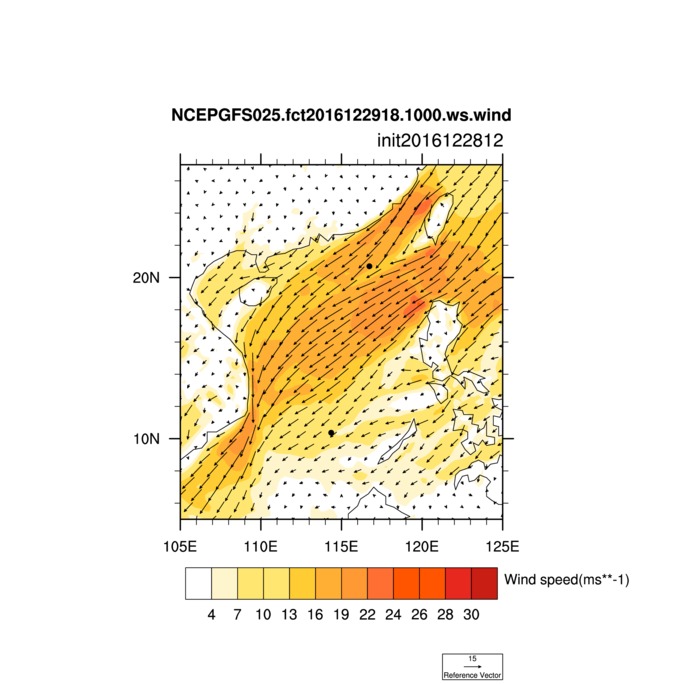 NCEPGFS025.fct2016122918.1000.ws.wind
init2016122812
20N
10N
105E 110E 115E 120E 125E
Wind speed(ms**-1)
4 7 10 13 16 19 22 24 26 28 30
15
Reference Vector